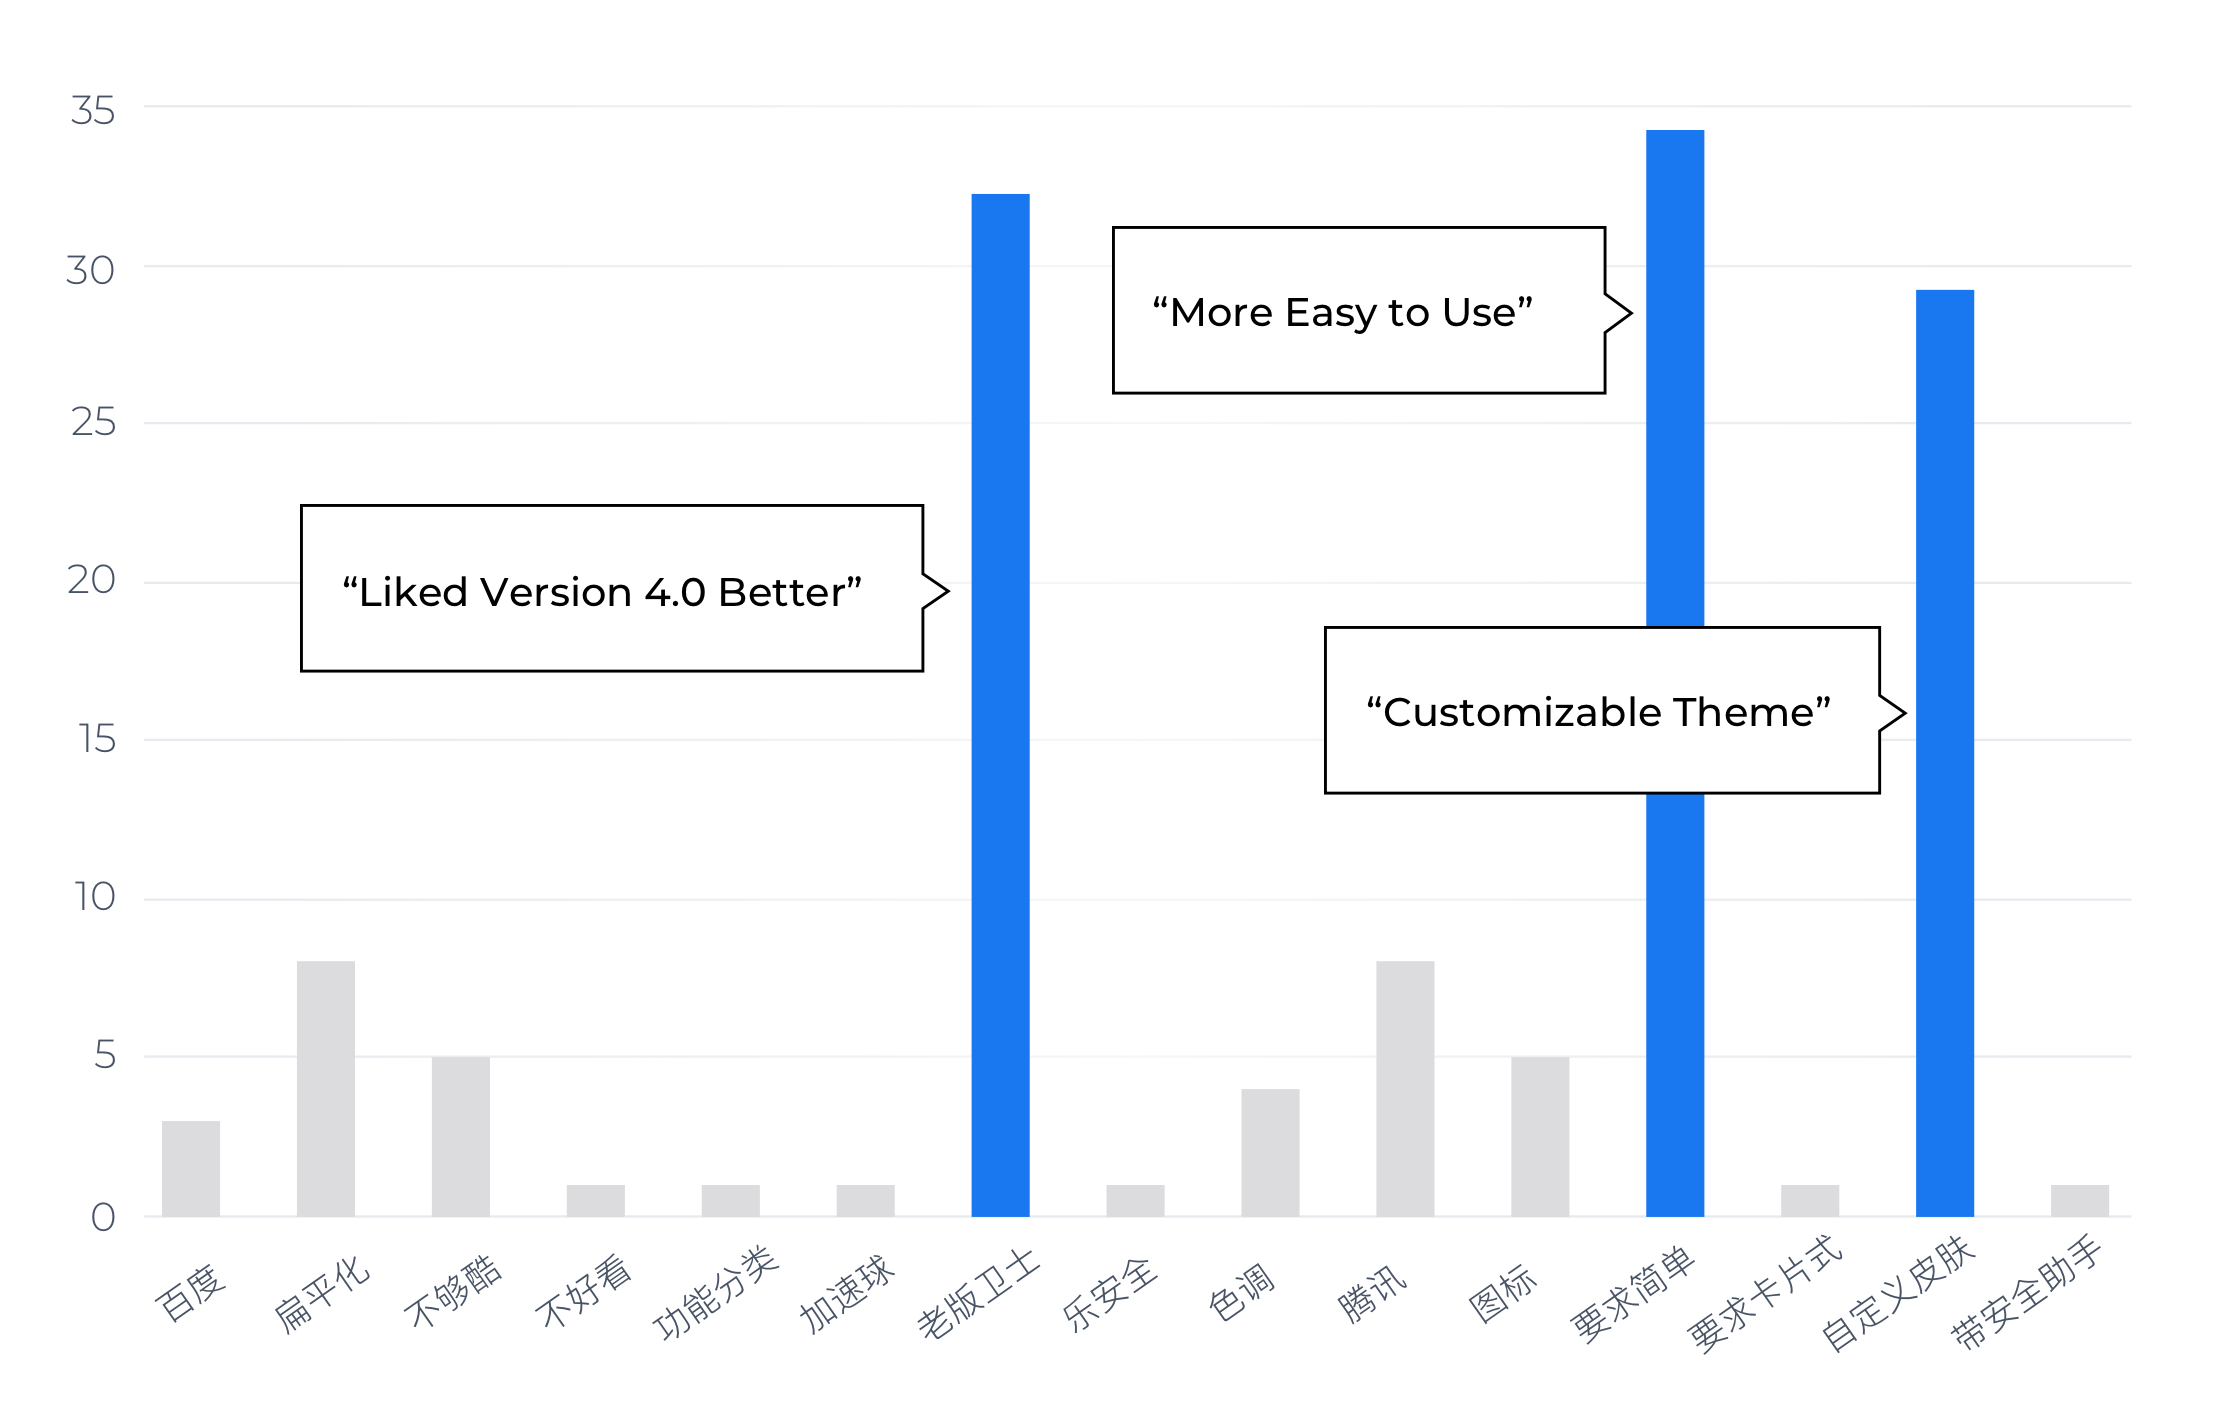 35
30
25
20
15
10
5
0
“More Easy to Use”
“Liked Version 4.0 Better”
“Customizable Theme”
百度
扁平化
不够酷
不好看
功能分类
加速球
老版卫士
乐安全
色调
腾讯
图标
要求简单
要求卡片式
自定义皮肤
带安全助手